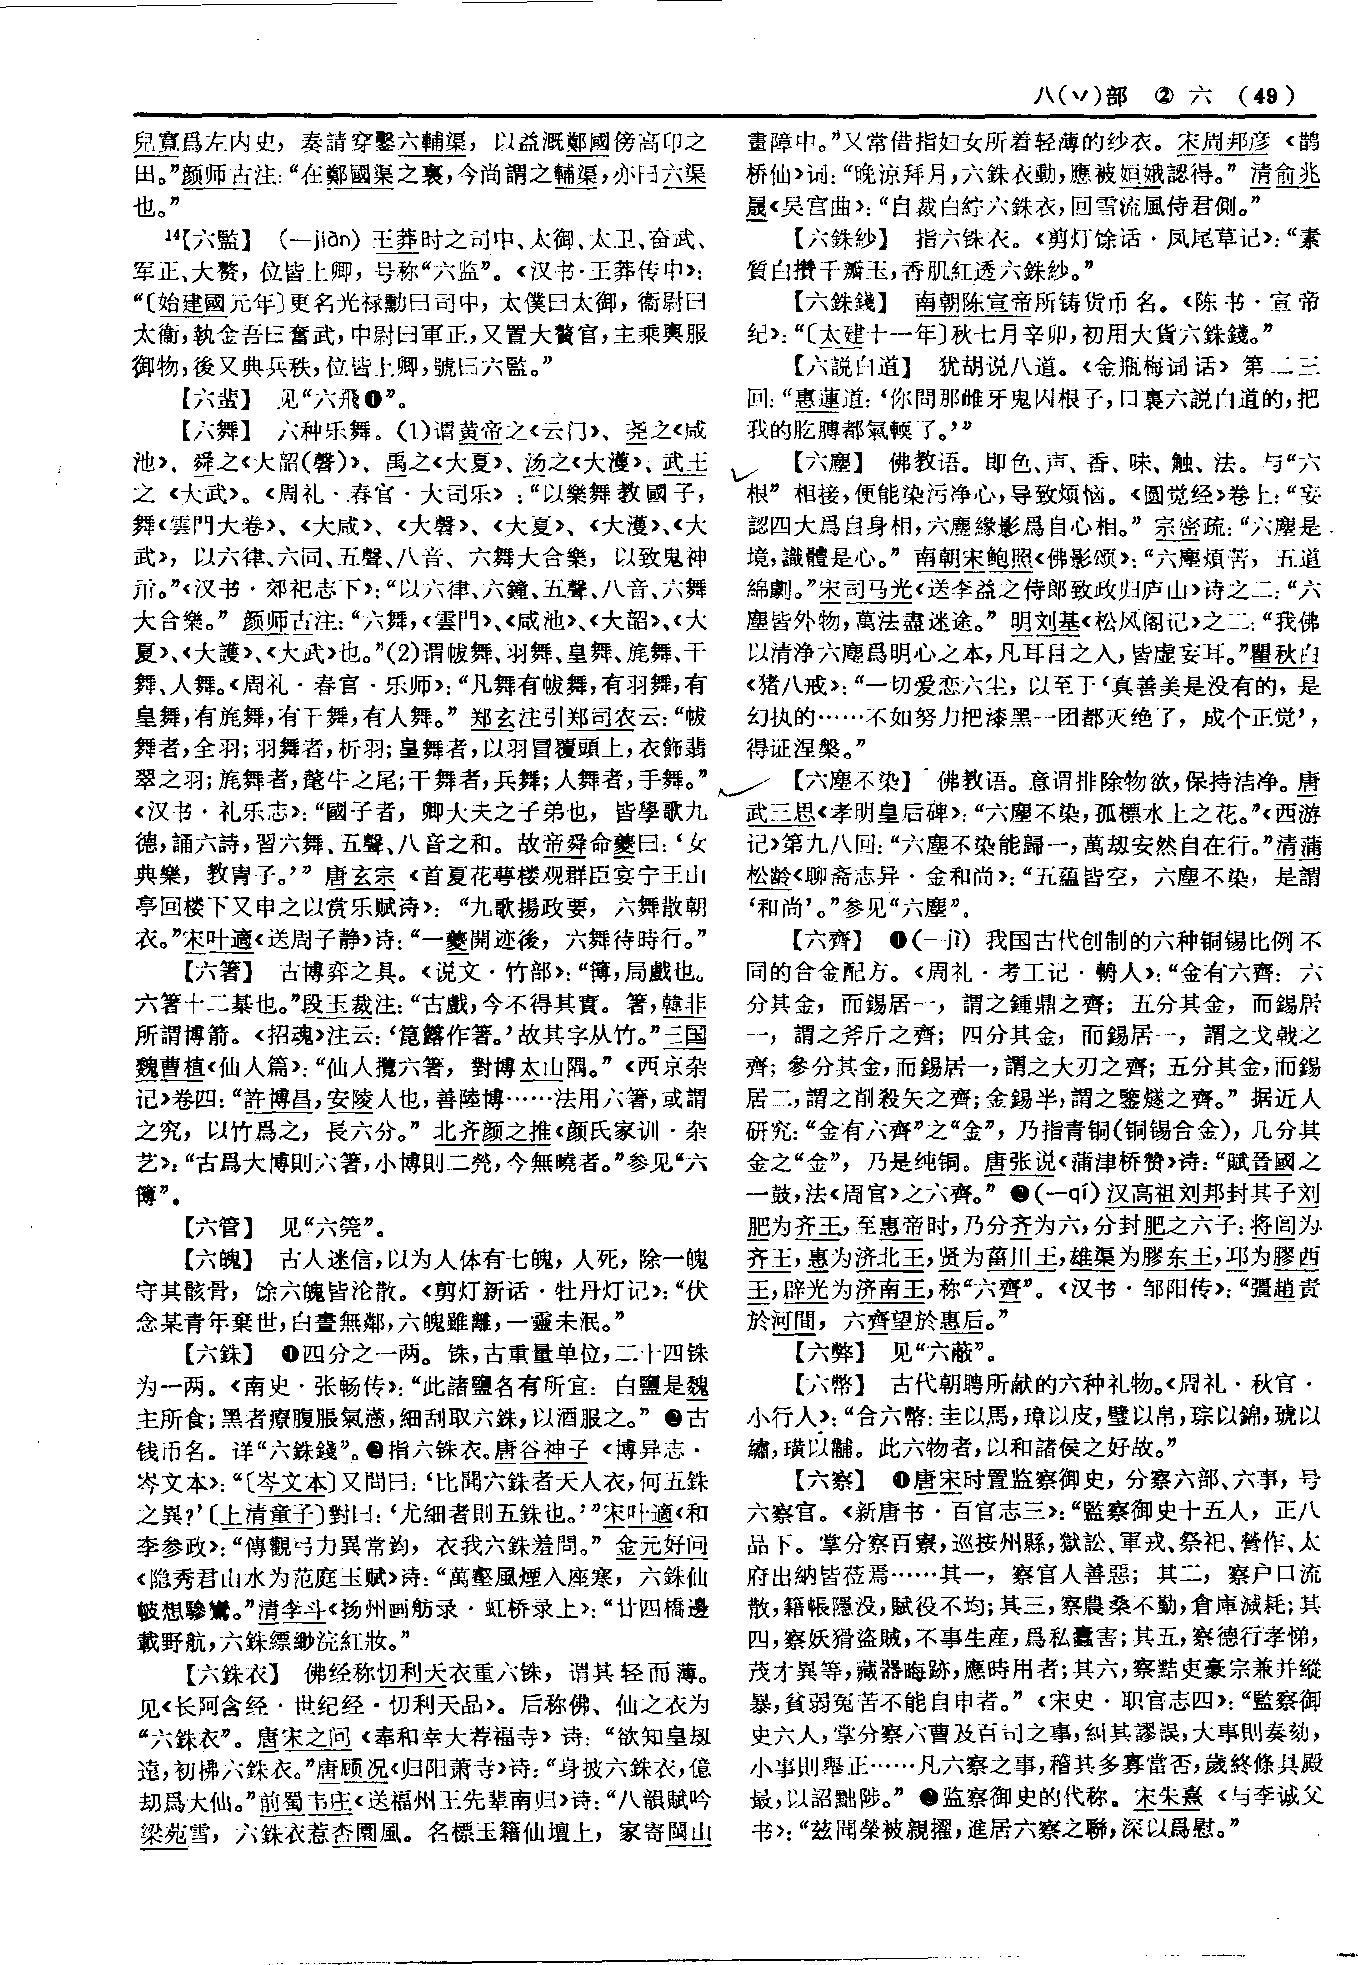 八(丷)部 ② 六 (49)
兒寬爲左内史，奏請穿鑿六輔渠，以益溉鄭國傍高卬之
田。”颜师古注：“在鄭國渠之裏，今尚謂之輔渠，亦曰六渠
也。”
14【六監】 (—jiān) 王莽时之司中、太御、太卫、奋武、
军正、大赘，位皆上卿，号称“六监”。《汉书·王莽传中》：
“〔始建國元年〕更名光禄勳曰司中，太僕曰太御，衞尉曰
太衞，執金吾曰奮武，中尉曰軍正，又置大贅官，主乘輿服
御物，後又典兵秩，位皆上卿，號曰六監。”
【六蜚】 见“六飛❶”。
【六舞】 六种乐舞。(1)谓黄帝之《云门》、尧之《咸
池》、舜之《大韶(磬)》、禹之《大夏》、汤之《大濩》、武王
之《大武》。《周礼·春官·大司乐》：“以樂舞教國子，
舞《雲門大卷》、《大咸》、《大磬》、《大夏》、《大濩》、《大
武》，以六律、六同、五聲、八音、六舞大合樂，以致鬼神
示。”《汉书·郊祀志下》：“以六律、六鐘、五聲、八音、六舞
大合樂。”颜师古注：“六舞，《雲門》、《咸池》、《大韶》、《大
夏》、《大護》、《大武》也。”(2)谓帗舞、羽舞、皇舞、旄舞、干
舞、人舞。《周礼·春官·乐师》：“凡舞有帗舞，有羽舞，有
皇舞，有旄舞，有干舞，有人舞。”郑玄注引郑司农云：“帗
舞者，全羽；羽舞者，析羽；皇舞者，以羽冒覆頭上，衣飾翡
翠之羽；旄舞者，氂牛之尾；干舞者，兵舞；人舞者，手舞。”
《汉书·礼乐志》：“國子者，卿大夫之子弟也，皆學歌九
德，誦六詩，習六舞、五聲、八音之和。故帝舜命夔曰：‘女
典樂，教胄子。’”唐玄宗《首夏花萼楼观群臣宴宁王山
亭回楼下又申之以赏乐赋诗》：“九歌揚政要，六舞散朝
衣。”宋叶適《送周子静》诗：“一夔開迹後，六舞待時行。”
【六箸】 古博弈之具。《说文·竹部》：“簙，局戲也。
六箸十二棊也。”段玉裁注：“古戲，今不得其實。箸，韓非
所謂博箭。《招魂》注云：‘箟簬作箸。’故其字从竹。”三国
魏曹植《仙人篇》：“仙人攬六箸，對博太山隅。”《西京杂
记》卷四：“許博昌，安陵人也，善陸博……法用六箸，或謂
之究，以竹爲之，長六分。”北齐颜之推《颜氏家训·杂
艺》：“古爲大博則六箸，小博則二焭，今無曉者。”参见“六
簙”。
【六管】 见“六筦”。
【六魄】 古人迷信，以为人体有七魄，人死，除一魄
守其骸骨，馀六魄皆沦散。《剪灯新话·牡丹灯记》：“伏
念某青年棄世，白晝無鄰，六魄雖離，一靈未泯。”
【六銖】 ❶四分之一两。铢，古重量单位，二十四铢
为一两。《南史·张畅传》：“此諸鹽各有所宜：白鹽是魏
主所食；黑者療腹脹氣懣，細刮取六銖，以酒服之。”❷古
钱币名。详“六銖錢”。❸指六铢衣。唐谷神子《博异志·
岑文本》：“〔岑文本〕又問曰：‘比聞六銖者天人衣，何五銖
之異?’〔上清童子〕對曰：‘尤細者則五銖也。’”宋叶適《和
李参政》：“傳觀弓力異常鈞，衣我六銖羞問。”金元好问
《隐秀君山水为范庭玉赋》诗：“萬壑風煙入座寒，六銖仙
帔想驂鸞。”清李斗《扬州画舫录·虹桥录上》：“廿四橋邊
載野航，六銖縹緲浣紅妝。”
【六銖衣】 佛经称忉利天衣重六铢，谓其轻而薄。
见《长阿含经·世纪经·忉利天品》。后称佛、仙之衣为
“六銖衣”。唐宋之问《奉和幸大荐福寺》诗：“欲知皇刼
遠，初拂六銖衣。”唐顾况《归阳萧寺》诗：“身披六銖衣，億
劫爲大仙。”前蜀韦庄《送福州王先辈南归》诗：“八韻賦吟
梁苑雪，六銖衣惹杏園風。名標玉籍仙壇上，家寄閩山
畫障中。”又常借指妇女所着轻薄的纱衣。宋周邦彦《鹊
桥仙》词：“晚凉拜月，六銖衣動，應被姮娥認得。”清俞兆
晟《吴宫曲》：“自裁白紵六銖衣，回雪流風侍君側。”
【六銖紗】 指六铢衣。《剪灯馀话·凤尾草记》：“素
質白攢千瓣玉，香肌紅透六銖紗。”
【六銖錢】 南朝陈宣帝所铸货币名。《陈书·宣帝
纪》：“〔太建十一年〕秋七月辛卯，初用大貨六銖錢。”
【六説白道】 犹胡说八道。《金瓶梅词话》第二三
回：“惠蓮道：‘你問那雌牙鬼囚根子，口裏六説白道的，把
我的肐膊都氣輭了。’”
【六塵】 佛教语。即色、声、香、味、触、法。与“六
根”相接，便能染污净心，导致烦恼。《圆觉经》卷上：“妄
認四大爲自身相，六塵緣影爲自心相。”宗密疏：“六塵是
境，識體是心。”南朝宋鲍照《佛影颂》：“六塵煩苦，五道
綿劇。”宋司马光《送李益之侍郎致政归庐山》诗之二：“六
塵皆外物，萬法盡迷途。”明刘基《松风阁记》之二：“我佛
以清净六塵爲明心之本，凡耳目之入，皆虚妄耳。”瞿秋白
《猪八戒》：“一切爱恋六尘，以至于‘真善美是没有的，是
幻执的……不如努力把漆黑一团都灭绝了，成个正觉’，
得证涅槃。”
【六塵不染】 佛教语。意谓排除物欲，保持洁净。唐
武三思《孝明皇后碑》：“六塵不染，孤標水上之花。”《西游
记》第九八回：“六塵不染能歸一，萬刼安然自在行。”清蒲
松龄《聊斋志异·金和尚》：“五藴皆空，六塵不染，是謂
‘和尚’。”参见“六塵”。
【六齊】 ❶(—jì) 我国古代创制的六种铜锡比例不
同的合金配方。《周礼·考工记·輈人》：“金有六齊：六
分其金，而錫居一，謂之鍾鼎之齊；五分其金，而錫居
一，謂之斧斤之齊；四分其金，而錫居一，謂之戈戟之
齊；參分其金，而錫居一，謂之大刃之齊；五分其金，而錫
居二，謂之削殺矢之齊；金錫半，謂之鑒燧之齊。”据近人
研究：“金有六齊”之“金”，乃指青铜(铜锡合金)，几分其
金之“金”，乃是纯铜。唐张说《蒲津桥赞》诗：“賦晉國之
一鼓，法《周官》之六齊。”❷(—qí) 汉高祖刘邦封其子刘
肥为齐王，至惠帝时，乃分齐为六，分封肥之六子：将闾为
齐王，惠为济北王，贤为菑川王，雄渠为膠东王，卭为膠西
王，辟光为济南王，称“六齊”。《汉书·邹阳传》：“彊趙責
於河間，六齊望於惠后。”
【六弊】 见“六蔽”。
【六幣】 古代朝聘所献的六种礼物。《周礼·秋官·
小行人》：“合六幣：圭以馬，璋以皮，璧以帛，琮以錦，琥以
繡，璜以黼。此六物者，以和諸侯之好故。”
【六察】 ❶唐宋时置监察御史，分察六部、六事，号
六察官。《新唐书·百官志三》：“監察御史十五人，正八
品下。掌分察百寮，巡按州縣，獄訟、軍戎、祭祀、營作、太
府出納皆莅焉……其一，察官人善惡；其二，察户口流
散，籍帳隱没，賦役不均；其三，察農桑不勤，倉庫減耗；其
四，察妖猾盜賊，不事生産，爲私蠹害；其五，察德行孝悌，
茂才異等，藏器晦跡，應時用者；其六，察黠吏豪宗兼并縱
暴，貧弱冤苦不能自申者。”《宋史·职官志四》：“監察御
史六人，掌分察六曹及百司之事，糾其謬誤，大事則奏劾，
小事則舉正……凡六察之事，稽其多寡當否，歲終條具殿
最，以詔黜陟。”❷监察御史的代称。宋朱熹《与李诚父
书》：“兹聞榮被親擢，進居六察之聯，深以爲慰。”